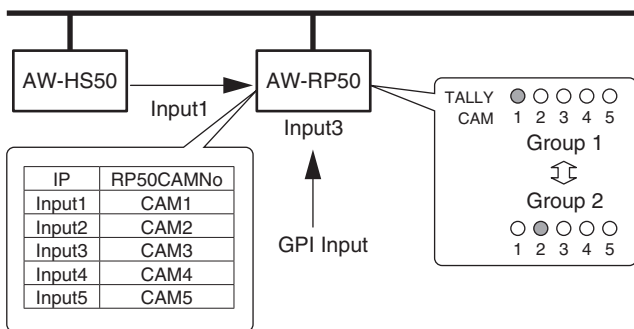 AW-HS50
AW-RP50
Input1
Input3
GPI Input
IP RP50CAMNo
Input1 CAM1
Input2 CAM2
Input3 CAM3
Input4 CAM4
Input5 CAM5
TALLY
CAM 1 2 3 4 5
Group 1
Group 2
1 2 3 4 5